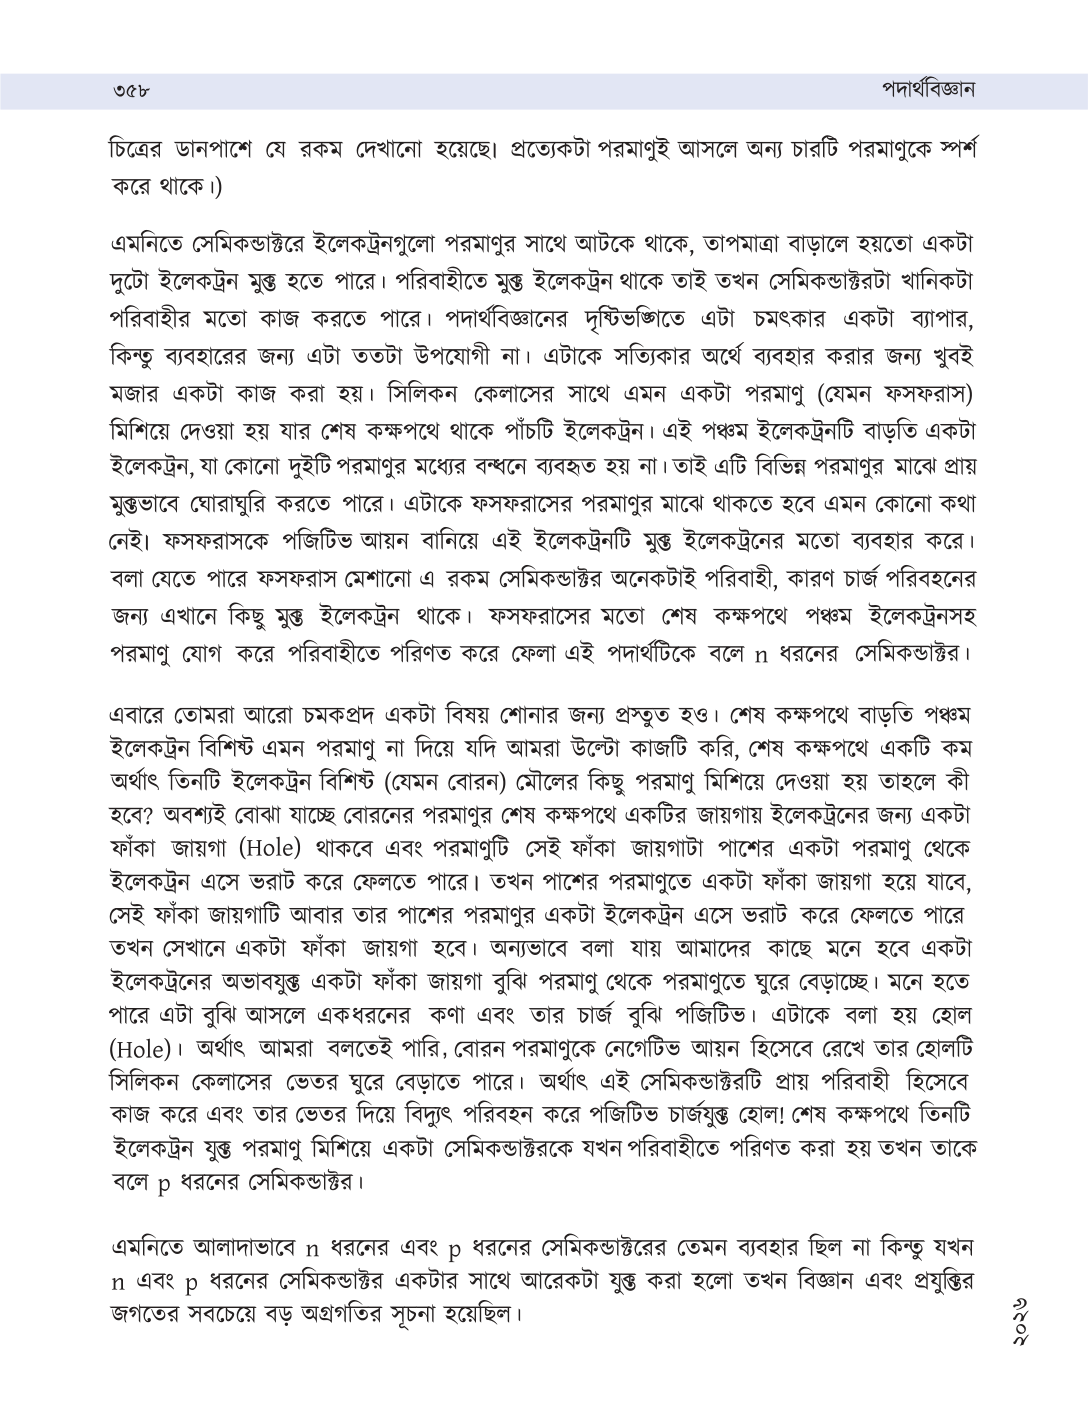 ৩৫৮ পদার্থবিজ্ঞান
চিত্রের ডানপাশে যে রকম দেখানো হয়েছে। প্রত্যেকটা পরমাণুই আসলে অন্য চারটি পরমাণুকে স্পর্শ
করে থাকে।)
এমনিতে সেমিকন্ডাক্টরে ইলেকট্রনগুলো পরমাণুর সাথে আটকে থাকে, তাপমাত্রা বাড়ালে হয়তো একটা
দুটো ইলেকট্রন মুক্ত হতে পারে। পরিবাহীতে মুক্ত ইলেকট্রন থাকে তাই তখন সেমিকন্ডাক্টরটা খানিকটা
পরিবাহীর মতো কাজ করতে পারে। পদার্থবিজ্ঞানের দৃষ্টিভঙ্গিতে এটা চমৎকার একটা ব্যাপার,
কিন্তু ব্যবহারের জন্য এটা ততটা উপযোগী না। এটাকে সত্যিকার অর্থে ব্যবহার করার জন্য খুবই
মজার একটা কাজ করা হয়। সিলিকন কেলাসের সাথে এমন একটা পরমাণু (যেমন ফসফরাস)
মিশিয়ে দেওয়া হয় যার শেষ কক্ষপথে থাকে পাঁচটি ইলেকট্রন। এই পঞ্চম ইলেকট্রনটি বাড়তি একটা
ইলেকট্রন, যা কোনো দুইটি পরমাণুর মধ্যের বন্ধনে ব্যবহৃত হয় না। তাই এটি বিভিন্ন পরমাণুর মাঝে প্রায়
মুক্তভাবে ঘোরাঘুরি করতে পারে। এটাকে ফসফরাসের পরমাণুর মাঝে থাকতে হবে এমন কোনো কথা
নেই। ফসফরাসকে পজিটিভ আয়ন বানিয়ে এই ইলেকট্রনটি মুক্ত ইলেকট্রনের মতো ব্যবহার করে।
বলা যেতে পারে ফসফরাস মেশানো এ রকম সেমিকন্ডাক্টর অনেকটাই পরিবাহী, কারণ চার্জ পরিবহনের
জন্য এখানে কিছু মুক্ত ইলেকট্রন থাকে। ফসফরাসের মতো শেষ কক্ষপথে পঞ্চম ইলেকট্রনসহ
পরমাণু যোগ করে পরিবাহীতে পরিণত করে ফেলা এই পদার্থটিকে বলে n ধরনের সেমিকন্ডাক্টর।
এবারে তোমরা আরো চমকপ্রদ একটা বিষয় শোনার জন্য প্রস্তুত হও। শেষ কক্ষপথে বাড়তি পঞ্চম
ইলেকট্রন বিশিষ্ট এমন পরমাণু না দিয়ে যদি আমরা উল্টো কাজটি করি, শেষ কক্ষপথে একটি কম
অর্থাৎ তিনটি ইলেকট্রন বিশিষ্ট (যেমন বোরন) মৌলের কিছু পরমাণু মিশিয়ে দেওয়া হয় তাহলে কী
হবে? অবশ্যই বোঝা যাচ্ছে বোরনের পরমাণুর শেষ কক্ষপথে একটির জায়গায় ইলেকট্রনের জন্য একটা
ফাঁকা জায়গা (Hole) থাকবে এবং পরমাণুটি সেই ফাঁকা জায়গাটা পাশের একটা পরমাণু থেকে
ইলেকট্রন এসে ভরাট করে ফেলতে পারে। তখন পাশের পরমাণুতে একটা ফাঁকা জায়গা হয়ে যাবে,
সেই ফাঁকা জায়গাটি আবার তার পাশের পরমাণুর একটা ইলেকট্রন এসে ভরাট করে ফেলতে পারে
তখন সেখানে একটা ফাঁকা জায়গা হবে। অন্যভাবে বলা যায় আমাদের কাছে মনে হবে একটা
ইলেকট্রনের অভাবযুক্ত একটা ফাঁকা জায়গা বুঝি পরমাণু থেকে পরমাণুতে ঘুরে বেড়াচ্ছে। মনে হতে
পারে এটা বুঝি আসলে একধরনের কণা এবং তার চার্জ বুঝি পজিটিভ। এটাকে বলা হয় হোল
(Hole)। অর্থাৎ আমরা বলতেই পারি, বোরন পরমাণুকে নেগেটিভ আয়ন হিসেবে রেখে তার হোলটি
সিলিকন কেলাসের ভেতর ঘুরে বেড়াতে পারে। অর্থাৎ এই সেমিকন্ডাক্টরটি প্রায় পরিবাহী হিসেবে
কাজ করে এবং তার ভেতর দিয়ে বিদ্যুৎ পরিবহন করে পজিটিভ চার্জযুক্ত হোল! শেষ কক্ষপথে তিনটি
ইলেকট্রন যুক্ত পরমাণু মিশিয়ে একটা সেমিকন্ডাক্টরকে যখন পরিবাহীতে পরিণত করা হয় তখন তাকে
বলে p ধরনের সেমিকন্ডাক্টর।
এমনিতে আলাদাভাবে n ধরনের এবং p ধরনের সেমিকন্ডাক্টরের তেমন ব্যবহার ছিল না কিন্তু যখন
n এবং p ধরনের সেমিকন্ডাক্টর একটার সাথে আরেকটা যুক্ত করা হলো তখন বিজ্ঞান এবং প্রযুক্তির
জগতের সবচেয়ে বড় অগ্রগতির সূচনা হয়েছিল।
২০২৬